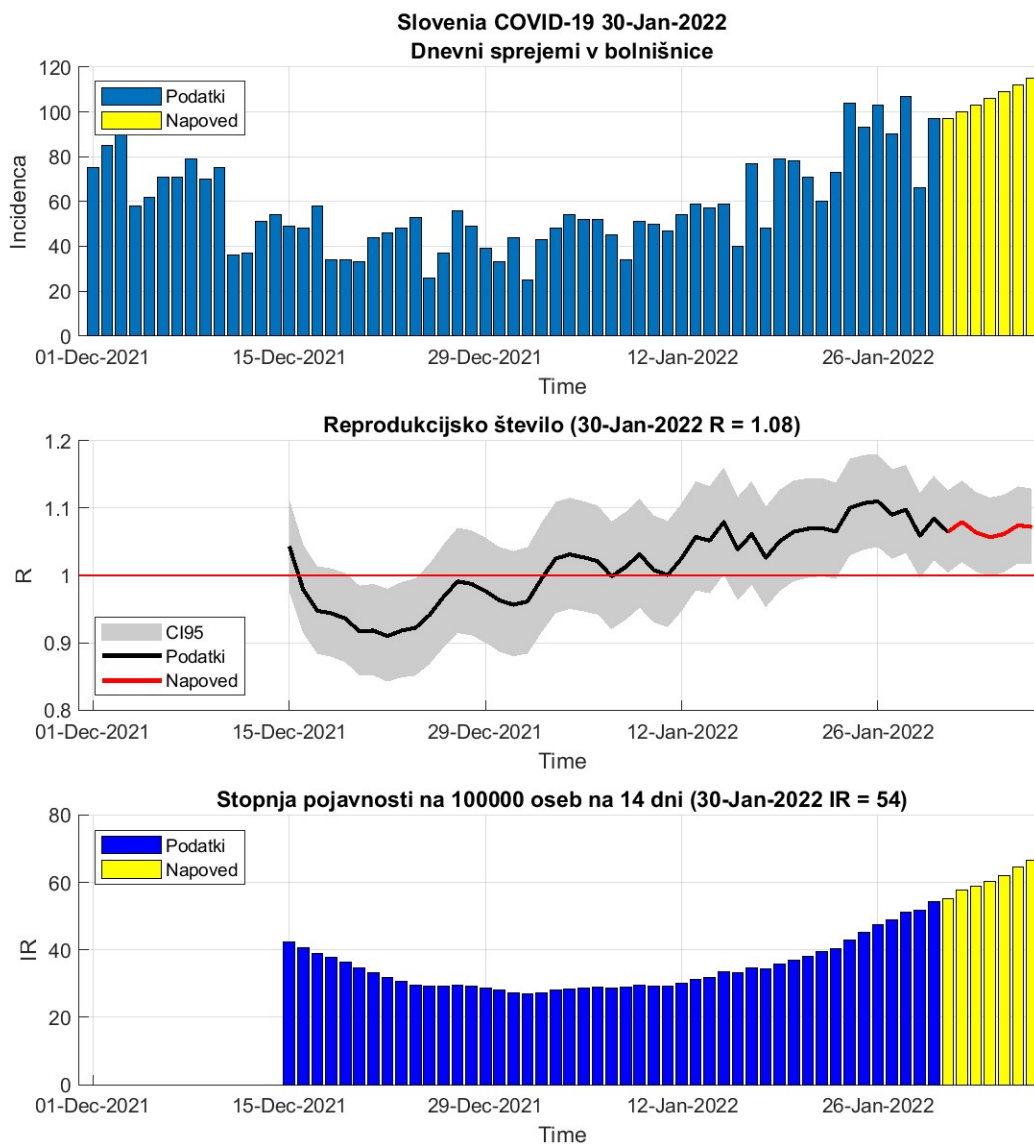 Slovenia COVID-19 30-Jan-2022
Dnevni sprejemi v bolnišnice
120
100
80
60
40
20
0
Incidenca
Podatki
Napoved
01-Dec-2021 15-Dec-2021 29-Dec-2021 12-Jan-2022 26-Jan-2022
Time
Reprodukcijsko število (30-Jan-2022 R = 1.08)
1.2
1.1
1
0.9
0.8
R
CI95
Podatki
Napoved
01-Dec-2021 15-Dec-2021 29-Dec-2021 12-Jan-2022 26-Jan-2022
Time
Stopnja pojavnosti na 100000 oseb na 14 dni (30-Jan-2022 IR = 54)
80
60
40
20
0
IR
Podatki
Napoved
01-Dec-2021 15-Dec-2021 29-Dec-2021 12-Jan-2022 26-Jan-2022
Time